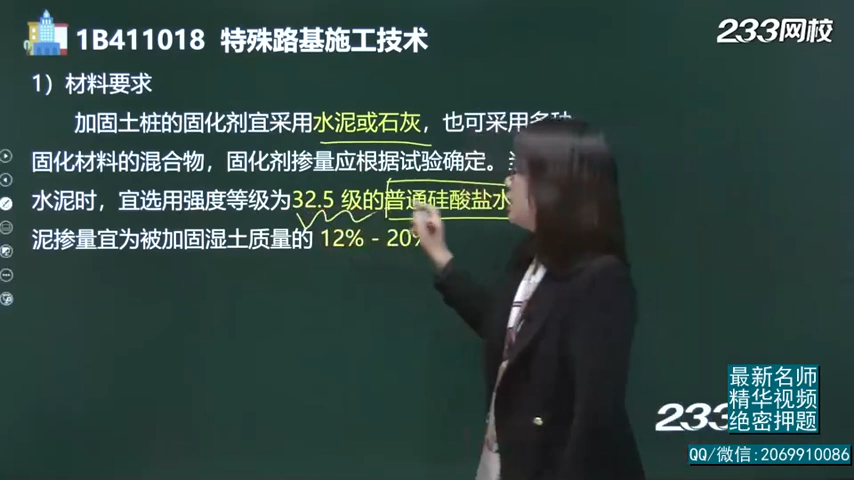 1B411018 特殊路基施工技术
233网校
1）材料要求
加固土桩的固化剂宜采用水泥或石灰，也可采用多种
固化材料的混合物，固化剂掺量应根据试验确定。
水泥时，宜选用强度等级为32.5 级的普通硅酸盐水
泥掺量宜为被加固湿土质量的 12% - 20%
233
最新名师
精华视频
绝密押题
QQ/微信:2069910086